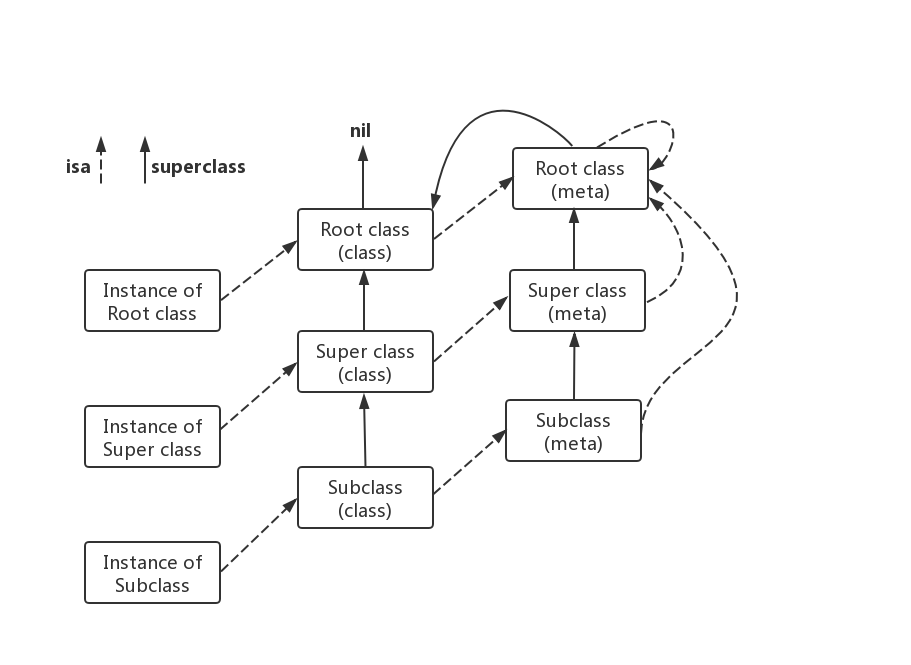 nil
isa
superclass
Root class
(meta)
Root class
(class)
Instance of
Root class
Super class
(meta)
Super class
(class)
Instance of
Super class
Subclass
(meta)
Subclass
(class)
Instance of
Subclass